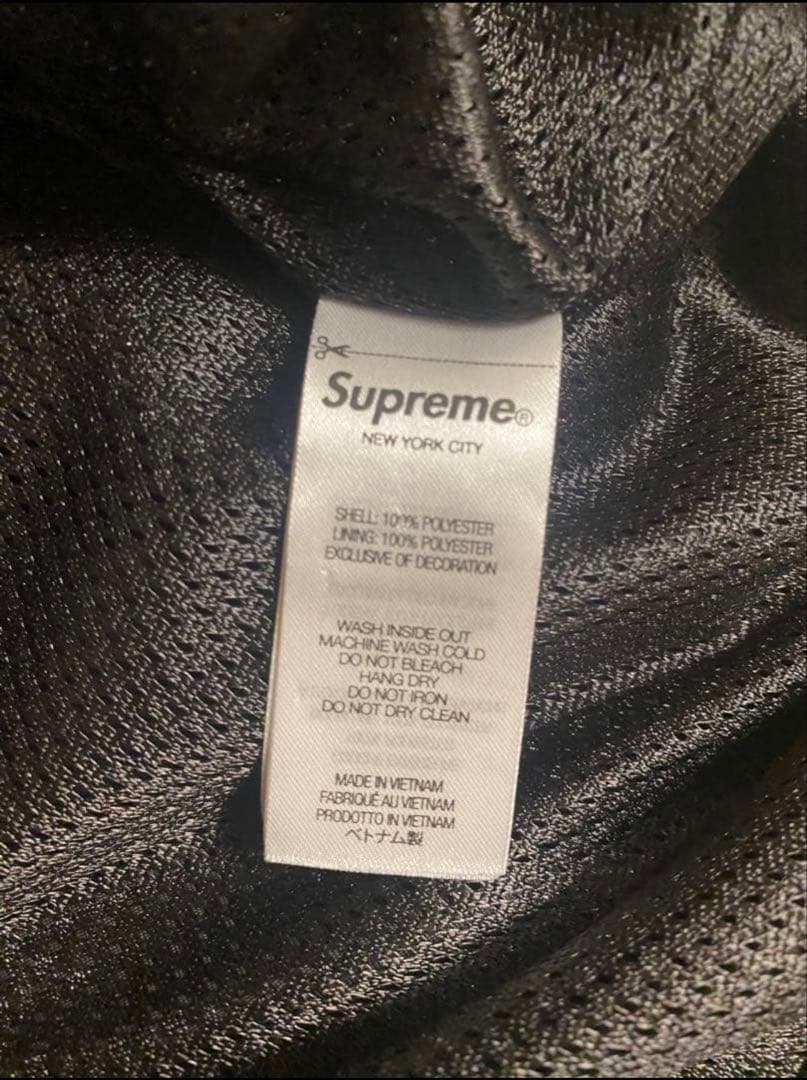 Supreme®
NEW YORK CITY
SHELL: 100% POLYESTER
LINING: 100% POLYESTER
EXCLUSIVE OF DECORATION
WASH INSIDE OUT
MACHINE WASH COLD
DO NOT BLEACH
HANG DRY
DO NOT IRON
DO NOT DRY CLEAN
MADE IN VIETNAM
FABRIQUÉ AU VIETNAM
PRODOTTO IN VIETNAM
ベトナム製